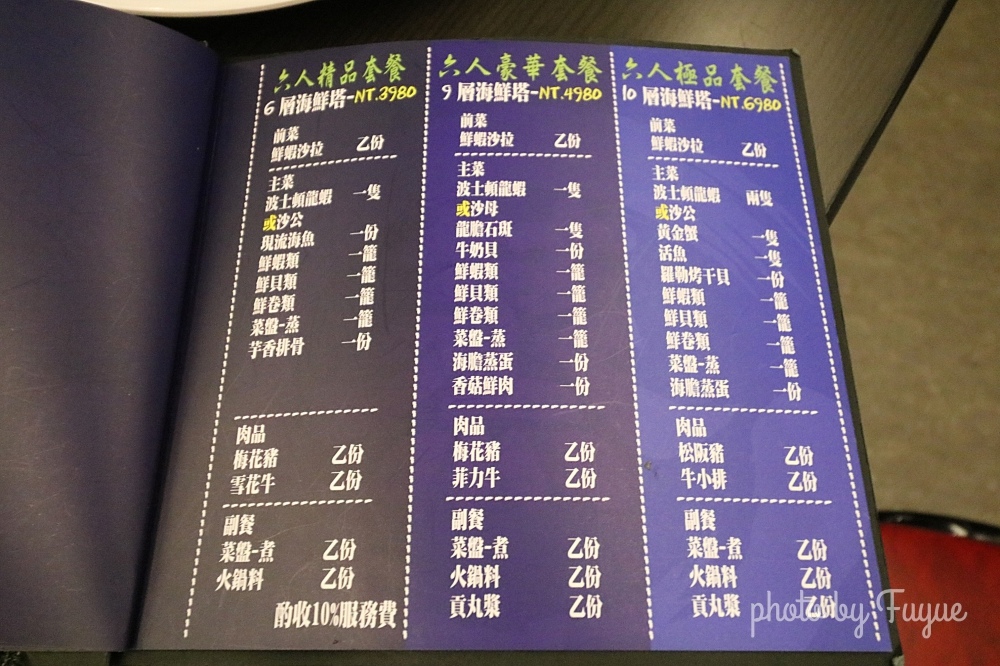 六人精品套餐
6 層海鮮塔-NT.3980
前菜
鮮蝦沙拉 乙份
主菜
波士頓龍蝦 一隻
或沙公
現流海魚 一份
鮮蝦類 一籠
鮮貝類 一籠
鮮卷類 一籠
菜盤-蒸 一籠
芋香排骨 一份
肉品
梅花豬 乙份
雪花牛 乙份
副餐
菜盤-煮 乙份
火鍋料 乙份
酌收10%服務費
六人豪華套餐
9 層海鮮塔-NT.4980
前菜
鮮蝦沙拉 乙份
主菜
波士頓龍蝦 一隻
或沙母
龍膽石斑 一隻
牛奶貝 一份
鮮蝦類 一籠
鮮貝類 一籠
鮮卷類 一籠
菜盤-蒸 一籠
海膽蒸蛋 一份
香菇鮮肉 一份
肉品
梅花豬 乙份
菲力牛 乙份
副餐
菜盤-煮 乙份
火鍋料 乙份
貢丸漿 乙份
六人極品套餐
10 層海鮮塔-NT.6980
前菜
鮮蝦沙拉 乙份
主菜
波士頓龍蝦 兩隻
或沙公
黃金蟹 一隻
活魚 一隻
羅勒烤干貝 一份
鮮蝦類 一籠
鮮貝類 一籠
鮮卷類 一籠
菜盤-蒸 一籠
海膽蒸蛋 一份
肉品
松阪豬 乙份
牛小排 乙份
副餐
菜盤-煮 乙份
火鍋料 乙份
貢丸漿 乙份
photo by Fuyue